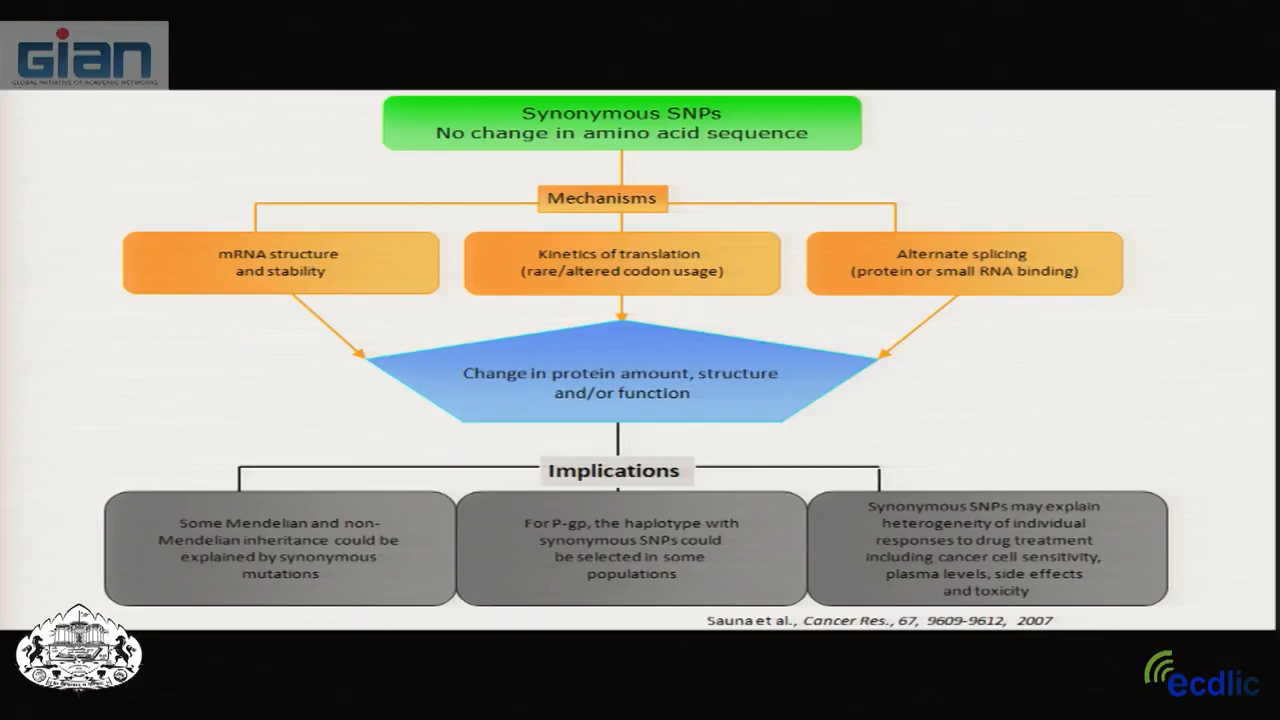 GIAN
GLOBAL INITIATIVE OF ACADEMIC NETWORKS
Synonymous SNPs
No change in amino acid sequence
Mechanisms
mRNA structure
and stability
Kinetics of translation
(rare/altered codon usage)
Alternate splicing
(protein or small RNA binding)
Change in protein amount, structure
and/or function
Implications
Some Mendelian and non-
Mendelian inheritance could be
explained by synonymous
mutations
For P-gp, the haplotype with
synonymous SNPs could
be selected in some
populations
Synonymous SNPs may explain
heterogeneity of individual
responses to drug treatment
including cancer cell sensitivity,
plasma levels, side effects
and toxicity
Sauna et al., Cancer Res., 67, 9609-9612, 2007
ecdlic